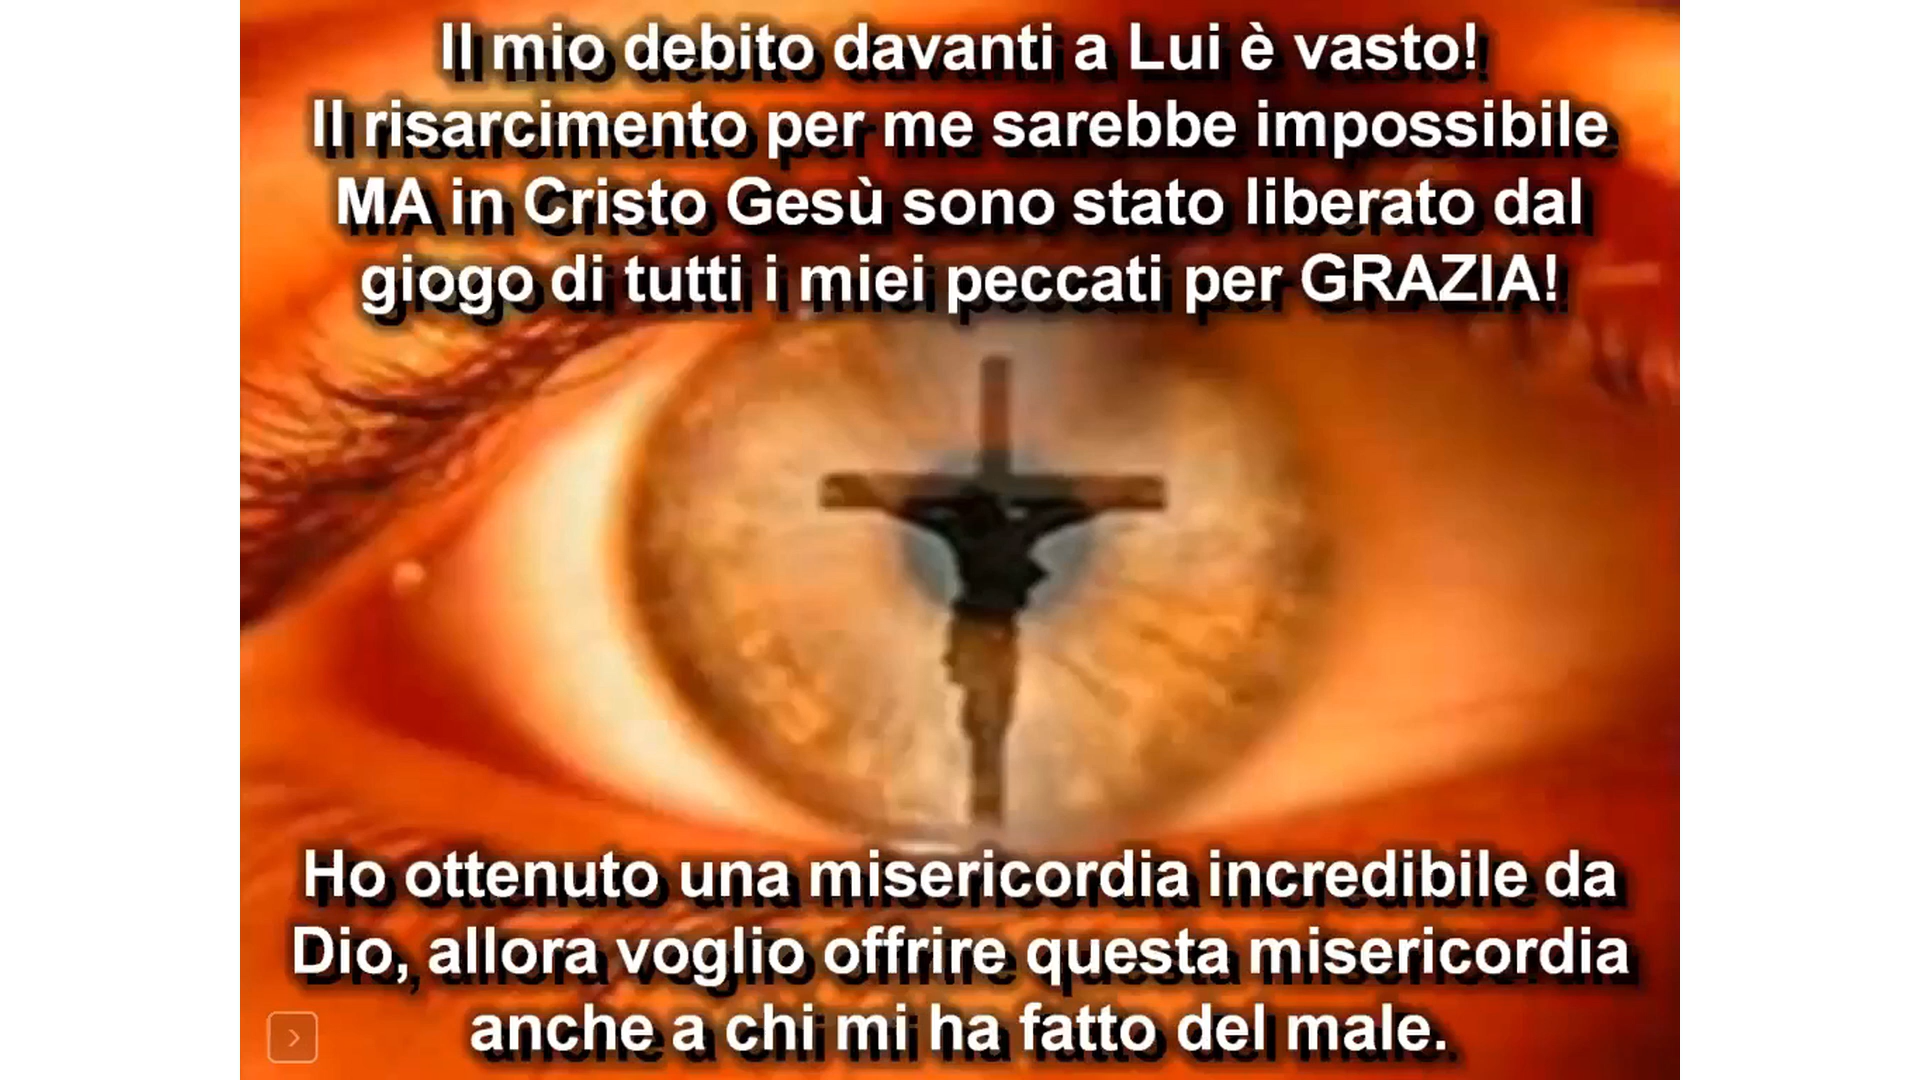 Il mio debito davanti a Lui è vasto!
Il risarcimento per me sarebbe impossibile
MA in Cristo Gesù sono stato liberato dal
giogo di tutti i miei peccati per GRAZIA!
Ho ottenuto una misericordia incredibile da
Dio, allora voglio offrire questa misericordia
anche a chi mi ha fatto del male.